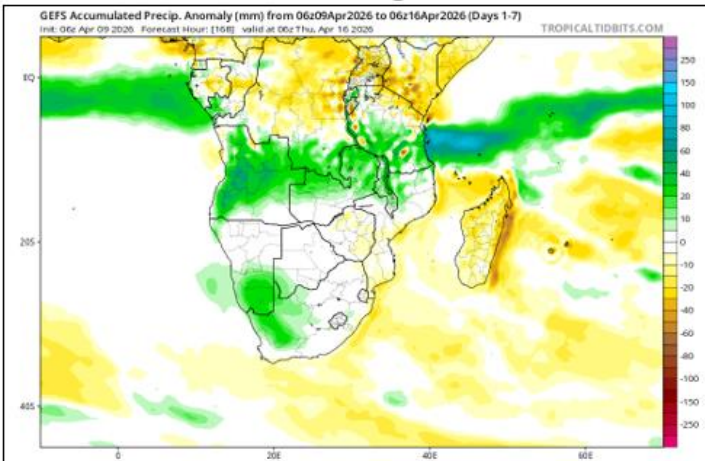 GEFS Accumulated Precip. Anomaly (mm) from 06z09Apr2026 to 06z16Apr2026 (Days 1-7)
Init: 06z Apr 09 2026 Forecast Hour: [168] valid at 06z Thu, Apr 16 2026 TROPICALTIDBITS.COM
EQ
20S
40S
0
20E
40E
60E
250
150
100
80
60
40
20
10
0
-10
-20
-40
-60
-80
-100
-150
-250